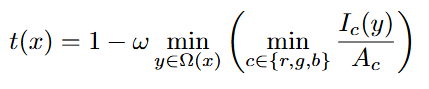 t(x) = 1 − ω min_{y∈Ω(x)} ( min_{c∈{r,g,b}} I_c(y) / A_c )